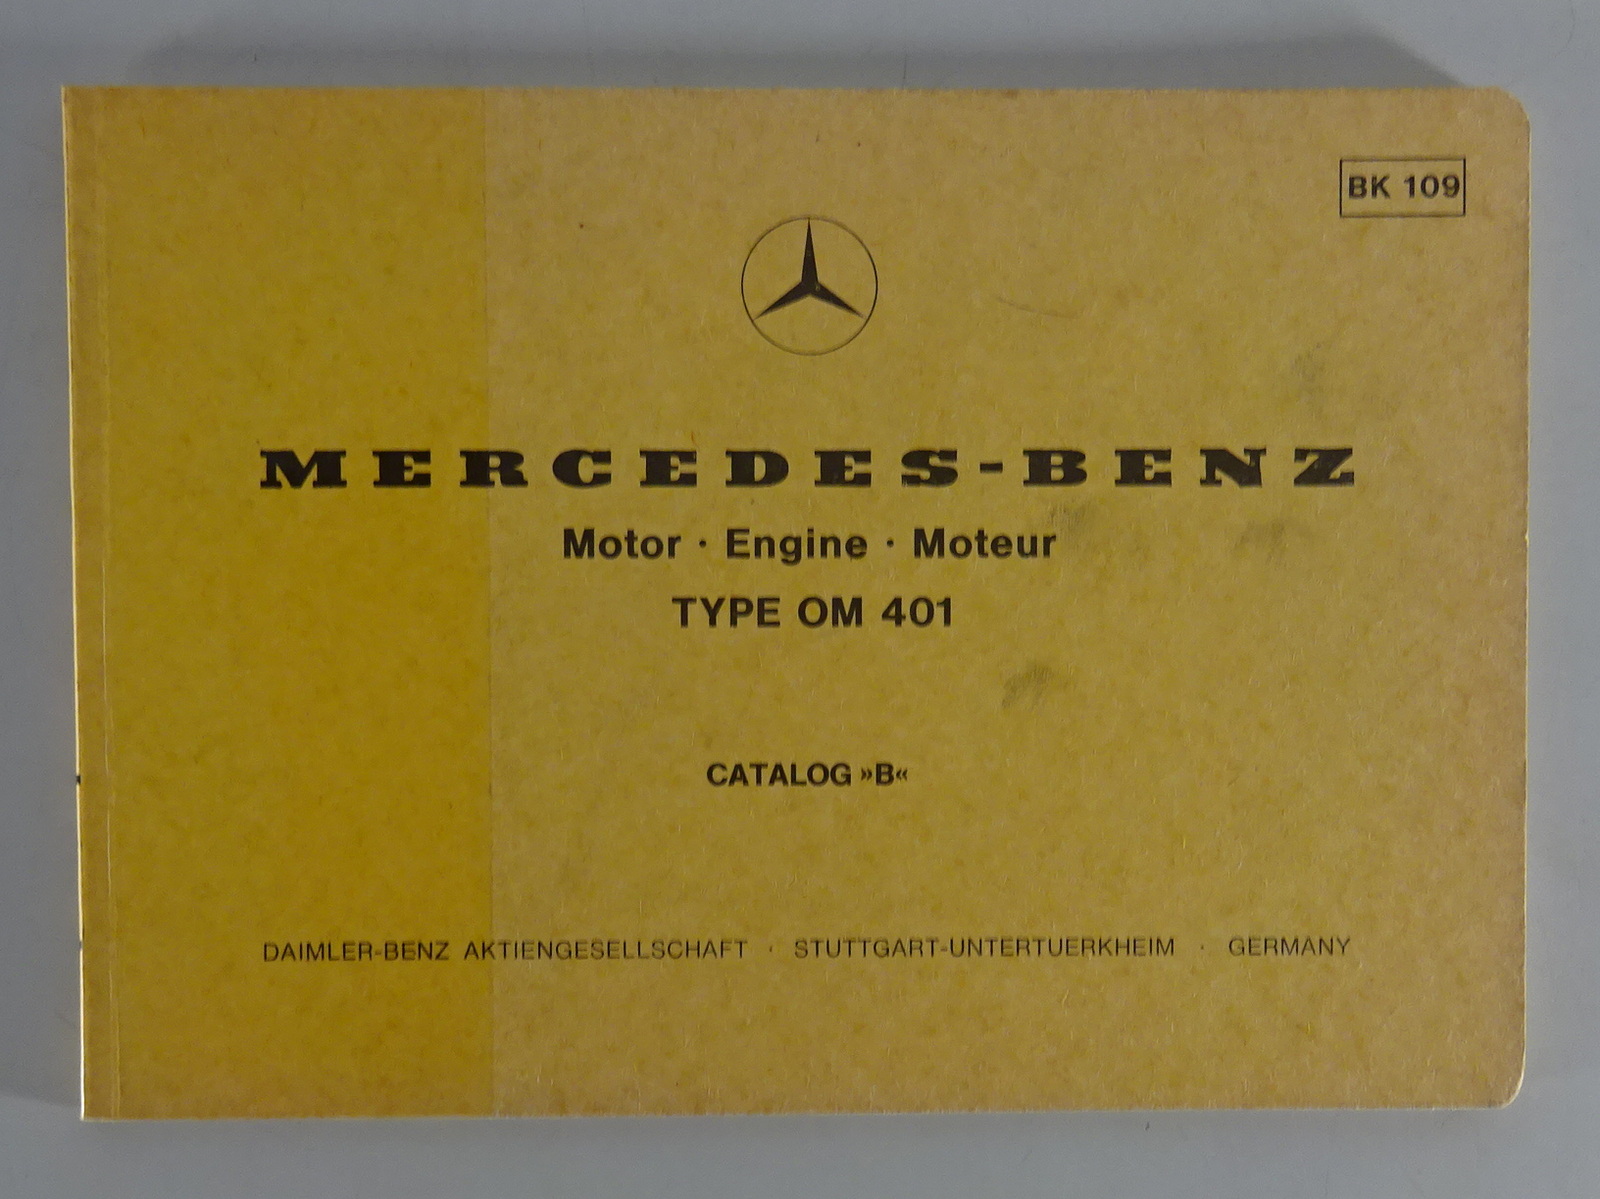 BK 109
MERCEDES-BENZ
Motor · Engine · Moteur
TYPE OM 401
CATALOG »B«
DAIMLER-BENZ AKTIENGESELLSCHAFT · STUTTGART-UNTERTUERKHEIM · GERMANY